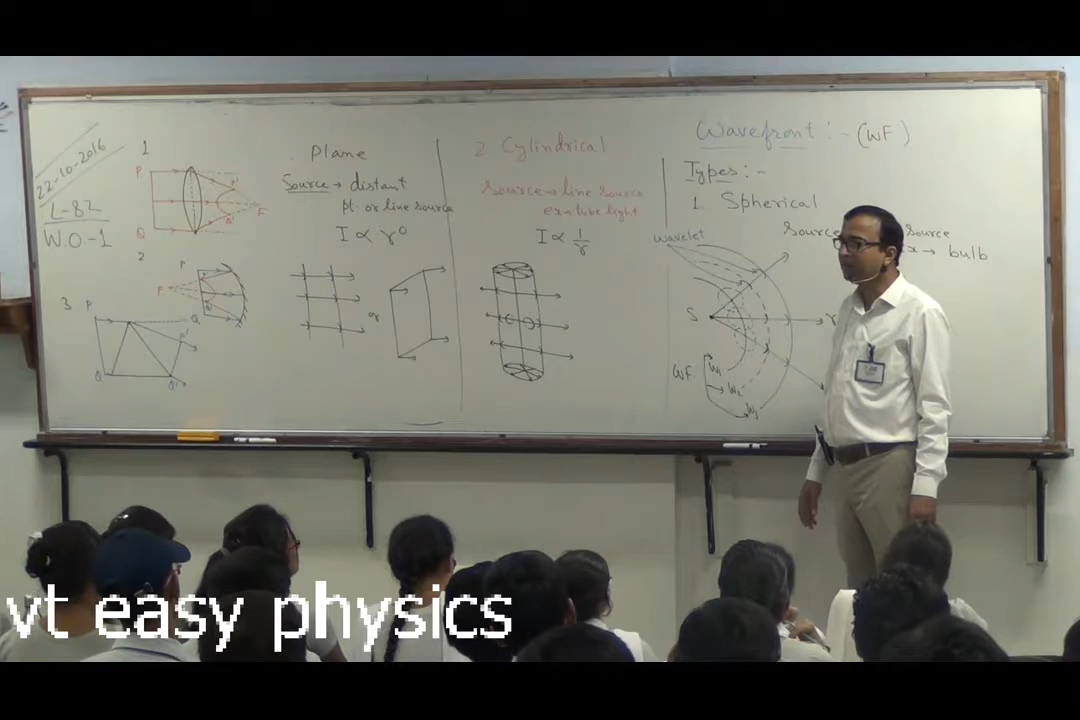 22-10-2016
L-82
W.O-1
1
P
Q
F
2
P
Q
F
3
P
Q
Q'
Plane
Source → distant
pt. or line source
I ∝ r⁰
or
2. Cylindrical
source → line source
ex → tube light
I ∝ 1/r
Wavefront :- (WF)
Types :-
1. Spherical
source
source
x → bulb
wavelet
S
r
WF
W1
W2
W3
vt easy physics